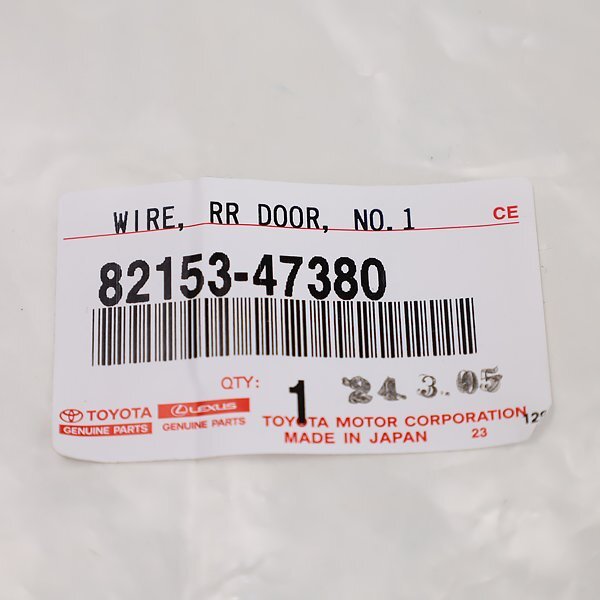 WIRE, RR DOOR, NO.1
CE
82153-47380
QTY: 1
24.3.05
TOYOTA
GENUINE PARTS
LEXUS
GENUINE PARTS
TOYOTA MOTOR CORPORATION
MADE IN JAPAN
23